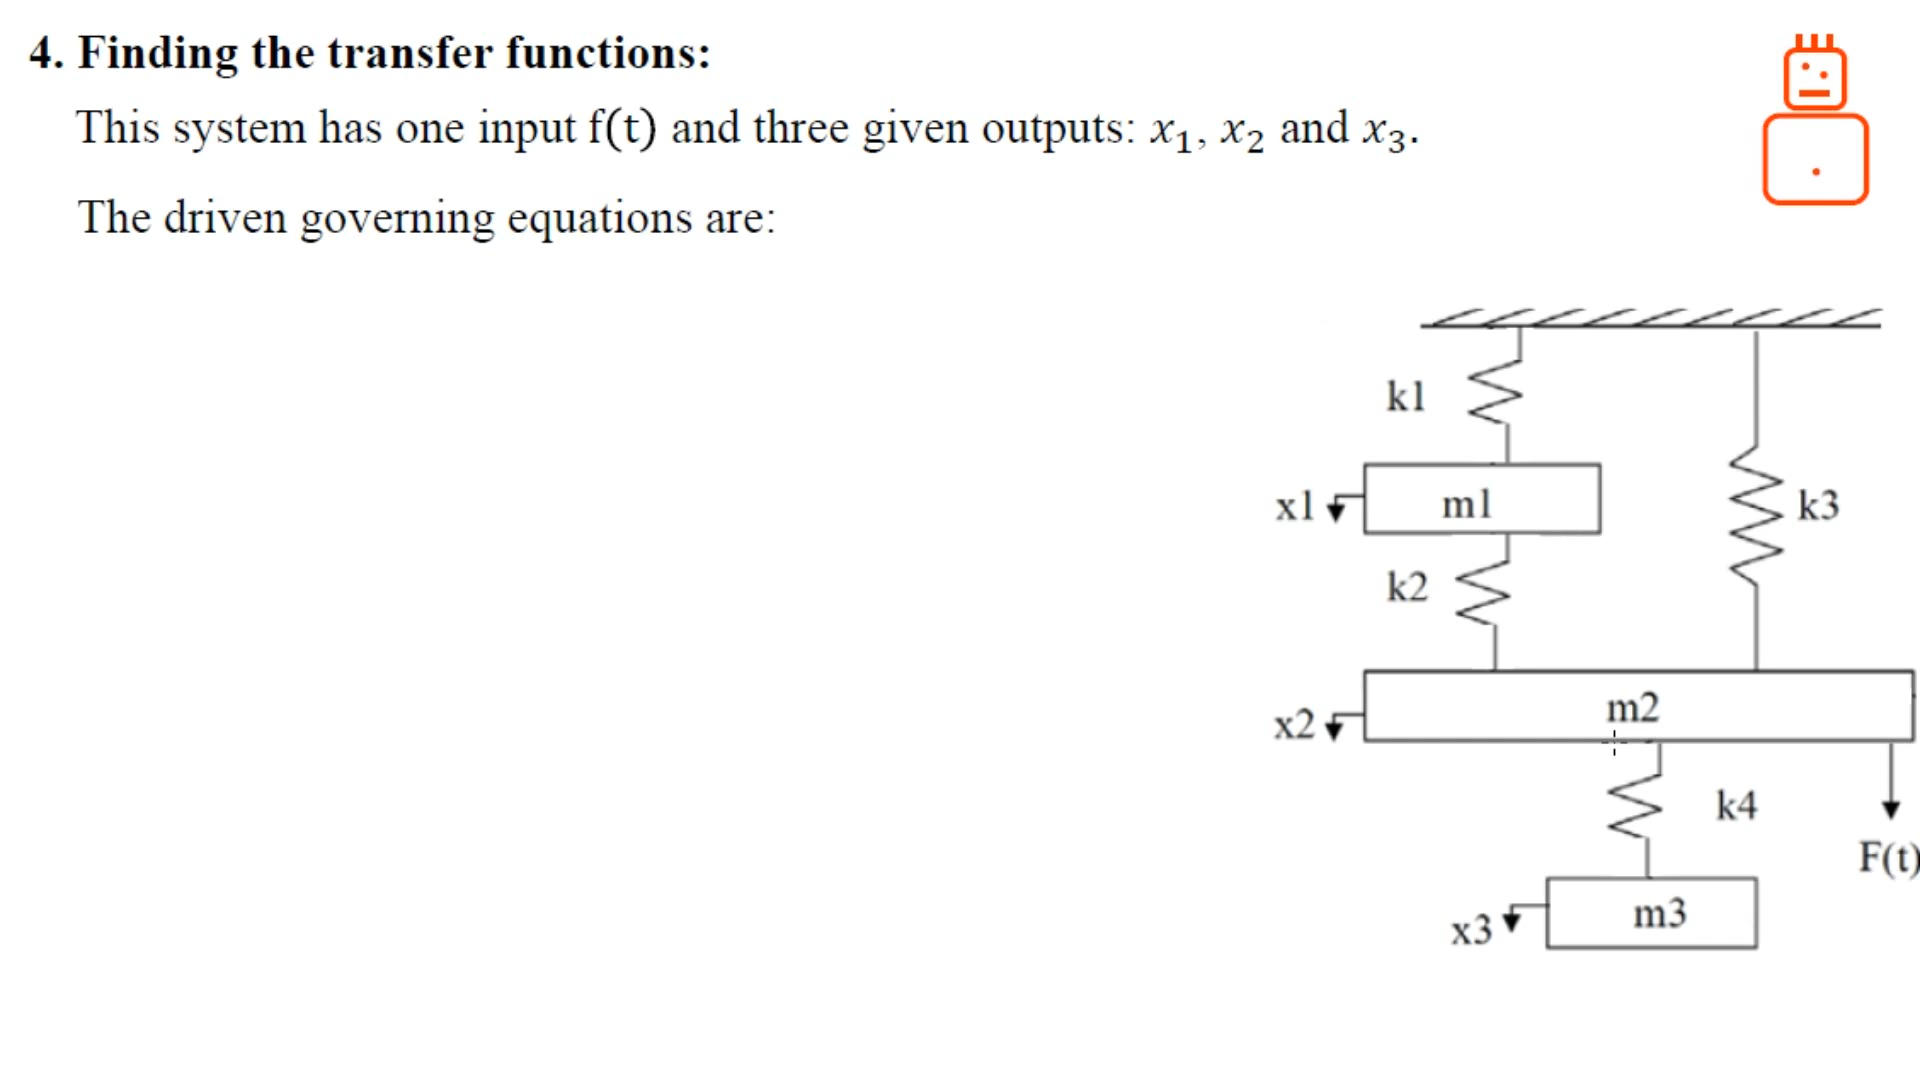 4. Finding the transfer functions:
This system has one input f(t) and three given outputs: x₁, x₂ and x₃.
The driven governing equations are:
k1
x1
m1
k3
k2
x2
m2
k4
F(t)
x3
m3